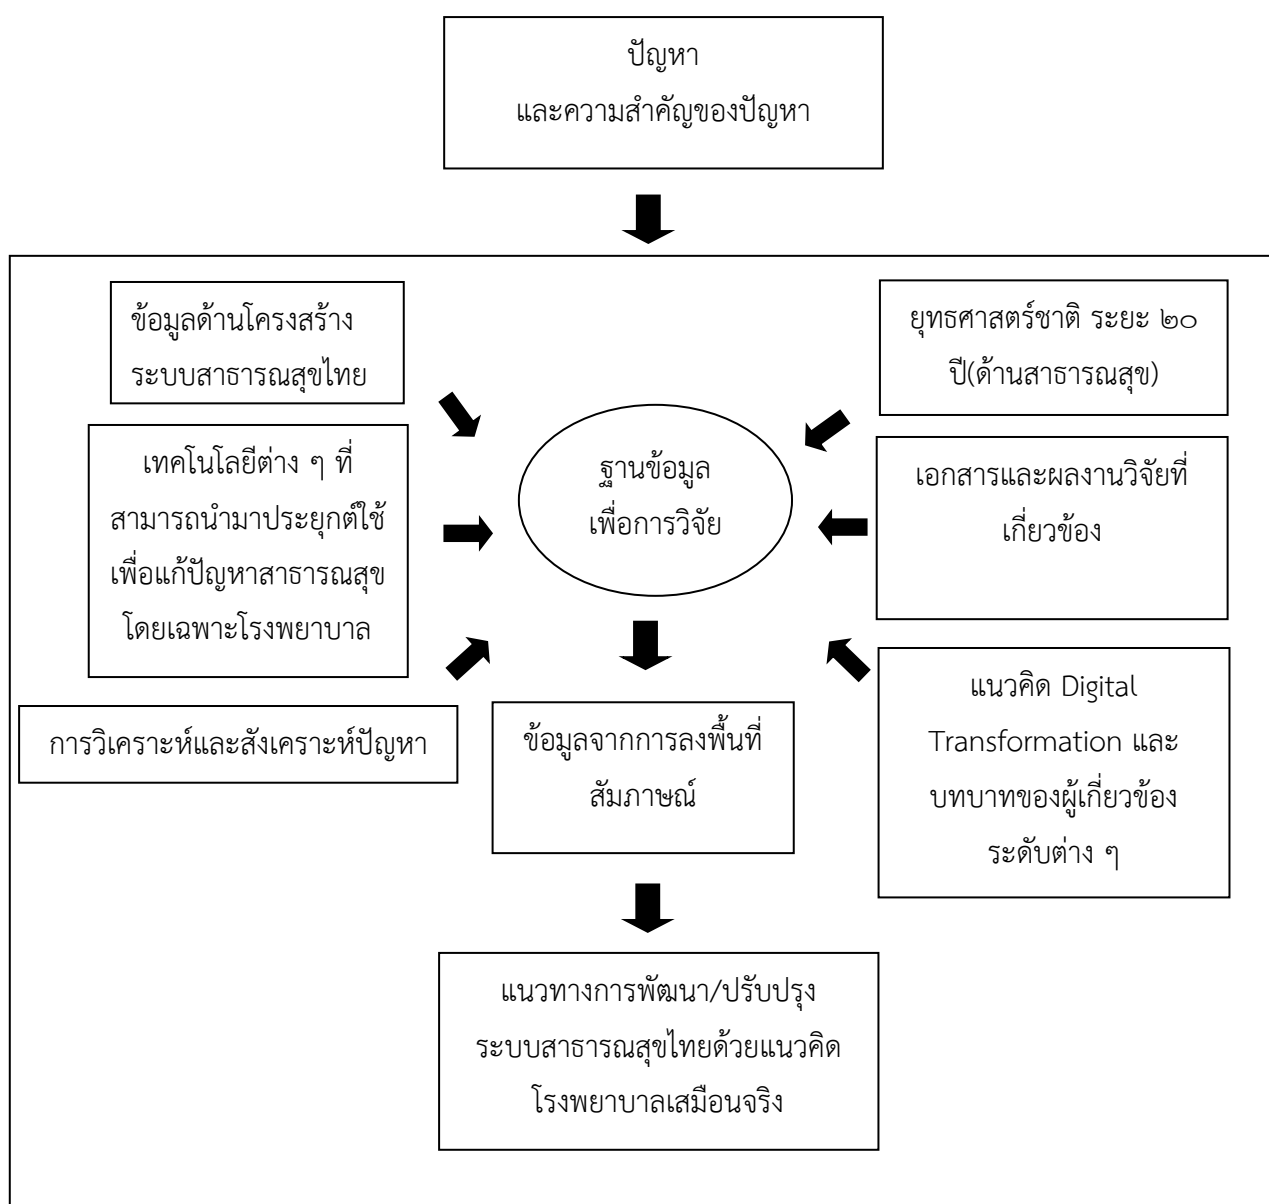 ปัญหา
และความสำคัญของปัญหา
ข้อมูลด้านโครงสร้าง
ระบบสาธารณสุขไทย
ยุทธศาสตร์ชาติ ระยะ ๒๐
ปี(ด้านสาธารณสุข)
เทคโนโลยีต่าง ๆ ที่
สามารถนำมาประยุกต์ใช้
เพื่อแก้ปัญหาสาธารณสุข
โดยเฉพาะโรงพยาบาล
ฐานข้อมูล
เพื่อการวิจัย
เอกสารและผลงานวิจัยที่
เกี่ยวข้อง
การวิเคราะห์และสังเคราะห์ปัญหา
ข้อมูลจากการลงพื้นที่
สัมภาษณ์
แนวคิด Digital
Transformation และ
บทบาทของผู้เกี่ยวข้อง
ระดับต่าง ๆ
แนวทางการพัฒนา/ปรับปรุง
ระบบสาธารณสุขไทยด้วยแนวคิด
โรงพยาบาลเสมือนจริง